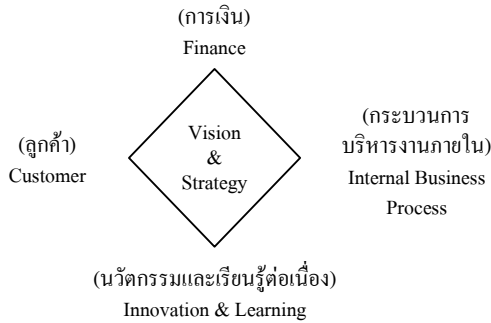 (การเงิน)
Finance
(ลูกค้า)
Customer
Vision
&
Strategy
(กระบวนการ
บริหารงานภายใน)
Internal Business
Process
(นวัตกรรมและเรียนรู้ต่อเนื่อง)
Innovation & Learning